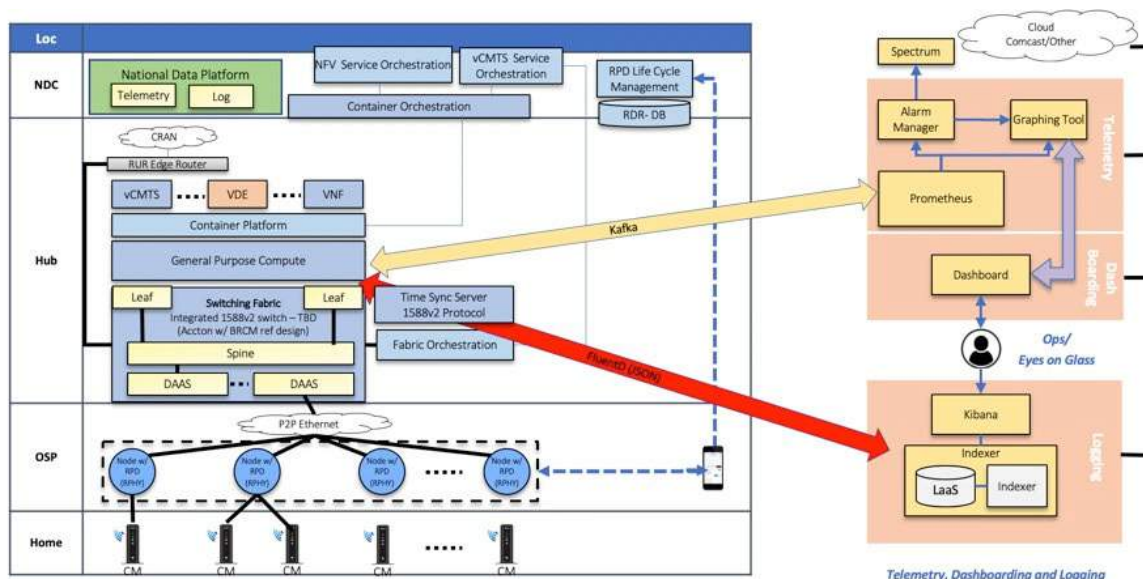 Loc
NDC
National Data Platform
Telemetry
Log
NFV Service Orchestration
vCMTS Service
Orchestration
Container Orchestration
RPD Life Cycle
Management
RDR- DB
Hub
CRAN
RUR Edge Router
vCMTS
VDE
VNF
Container Platform
General Purpose Compute
Leaf
Leaf
Switching Fabric
Integrated 1588v2 switch – TBD
(Accton w/ BRCM ref design)
Spine
DAAS
DAAS
Time Sync Server
1588v2 Protocol
Fabric Orchestration
Kafka
FluentD (JSON)
OSP
P2P Ethernet
Node w/
RPD
(RPHY)
Node w/
RPD
(RPHY)
Node w/
RPD
(RPHY)
Node w/
RPD
(RPHY)
Home
CM
CM
CM
CM
CM
Cloud
Comcast/Other
Spectrum
Alarm
Manager
Graphing Tool
Prometheus
Telemetry
Dashboard
Dash
Boarding
Ops/
Eyes on Glass
Kibana
Indexer
LaaS
Indexer
Logging
Telemetry, Dashboarding and Logging